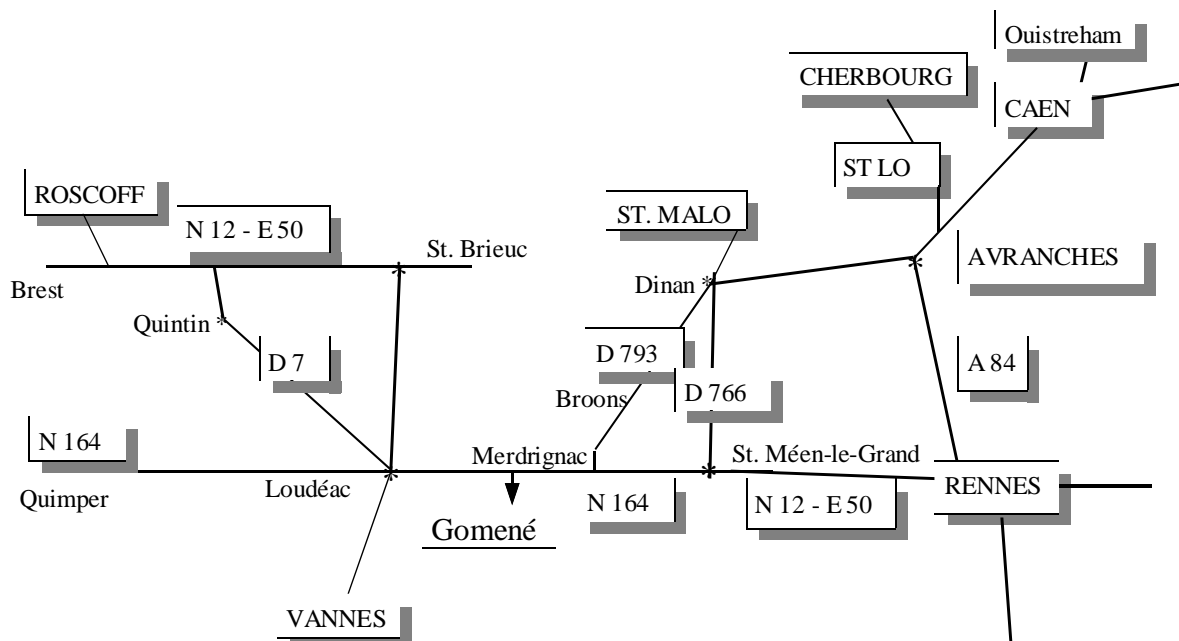 Ouistreham
CHERBOURG
CAEN
ST LO
ROSCOFF
N 12 - E 50
ST. MALO
St. Brieuc
AVRANCHES
Brest
Dinan *
Quintin *
D 7
D 793
A 84
Broons
D 766
N 164
Merdrignac
St. Méen-le-Grand
Quimper
Loudéac
RENNES
N 164
N 12 - E 50
Gomené
VANNES